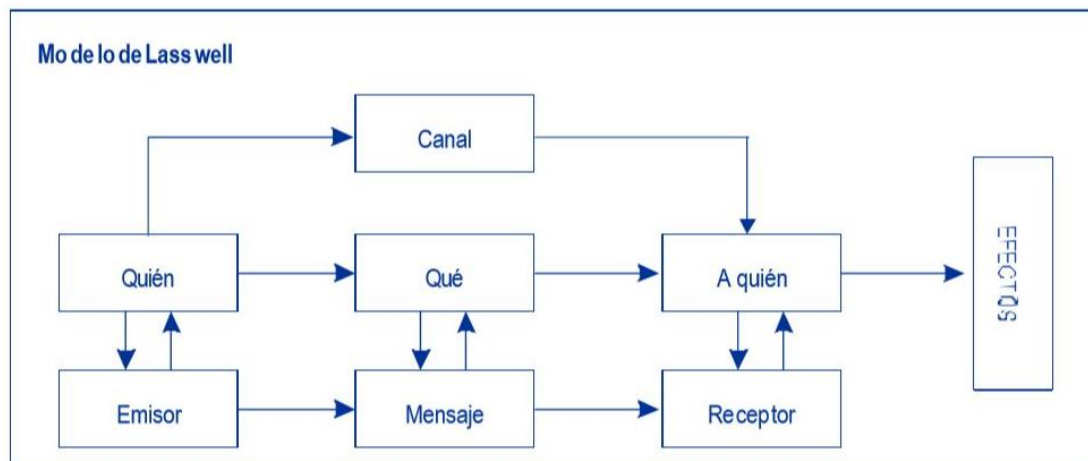 Mo de lo de Lass well
Canal
Quién
Qué
A quién
EFECTOS
Emisor
Mensaje
Receptor